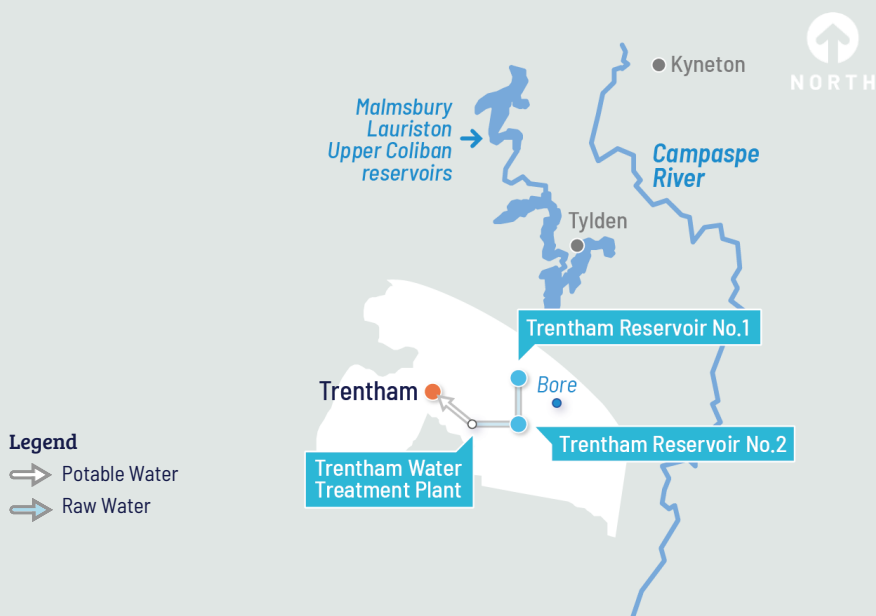 NORTH
Kyneton
Malmsbury
Lauriston
Upper Coliban
reservoirs
Campaspe
River
Tylden
Trentham Reservoir No.1
Trentham
Bore
Trentham Reservoir No.2
Legend
Trentham Water
Treatment Plant
Potable Water
Raw Water